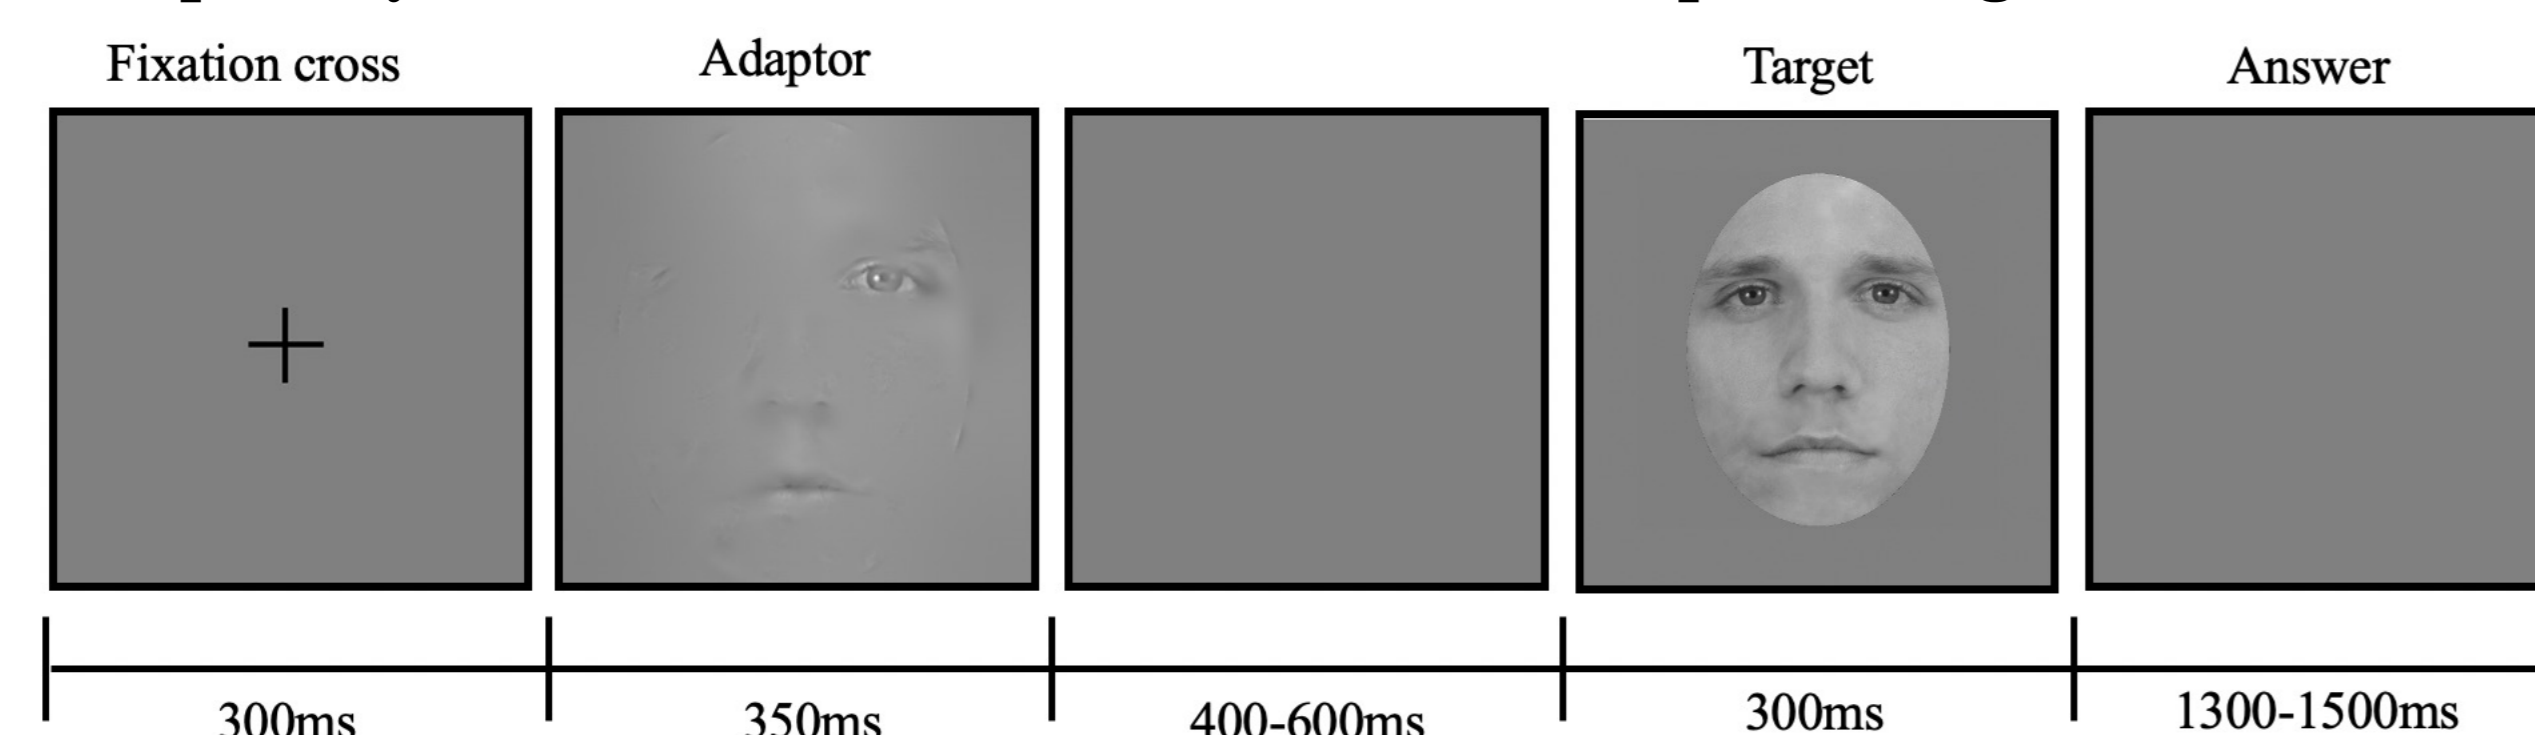 Fixation cross
Adaptor
Target
Answer
300ms
350ms
400-600ms
300ms
1300-1500ms